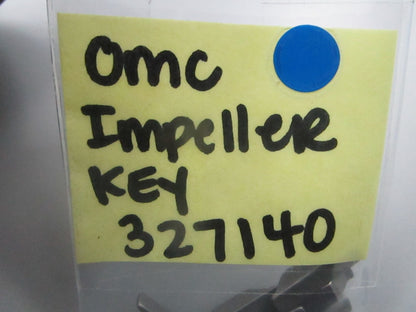 Omc
ImpelleR
KEY
327140